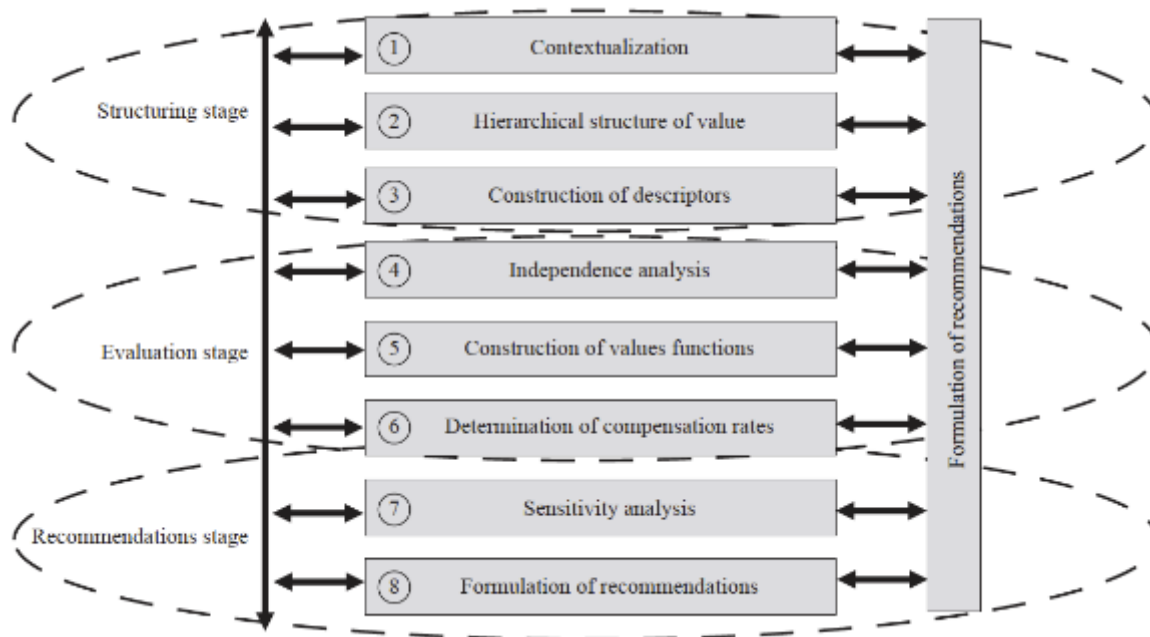 1 Contextualization
Structuring stage
2 Hierarchical structure of value
3 Construction of descriptors
4 Independence analysis
Evaluation stage
5 Construction of values functions
6 Determination of compensation rates
7 Sensitivity analysis
Recommendations stage
8 Formulation of recommendations
Formulation of recommendations